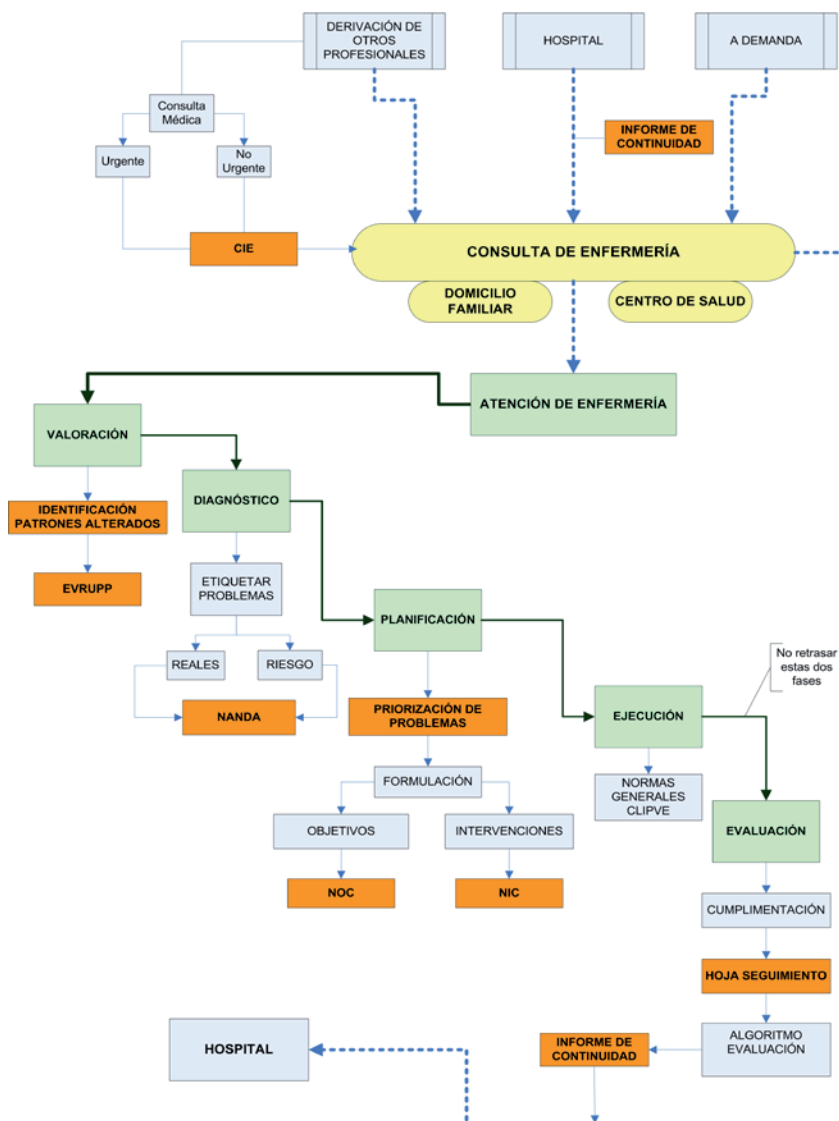 DERIVACIÓN DE
OTROS
PROFESIONALES
HOSPITAL
A DEMANDA
Consulta
Médica
INFORME DE
CONTINUIDAD
Urgente
No
Urgente
CIE
CONSULTA DE ENFERMERÍA
DOMICILIO
FAMILIAR
CENTRO DE SALUD
ATENCIÓN DE ENFERMERÍA
VALORACIÓN
DIAGNÓSTICO
IDENTIFICACIÓN
PATRONES ALTERADOS
EVRUPP
ETIQUETAR
PROBLEMAS
PLANIFICACIÓN
REALES
RIESGO
No retrasar
estas dos
fases
NANDA
PRIORIZACIÓN DE
PROBLEMAS
EJECUCIÓN
FORMULACIÓN
NORMAS
GENERALES
CLIPVE
OBJETIVOS
INTERVENCIONES
EVALUACIÓN
NOC
NIC
CUMPLIMENTACIÓN
HOJA SEGUIMIENTO
HOSPITAL
INFORME DE
CONTINUIDAD
ALGORITMO
EVALUACIÓN